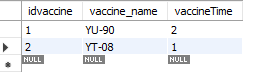 idvaccine vaccine_name vaccineTime
1 YU-90 2
2 YT-08 1
NULL NULL NULL